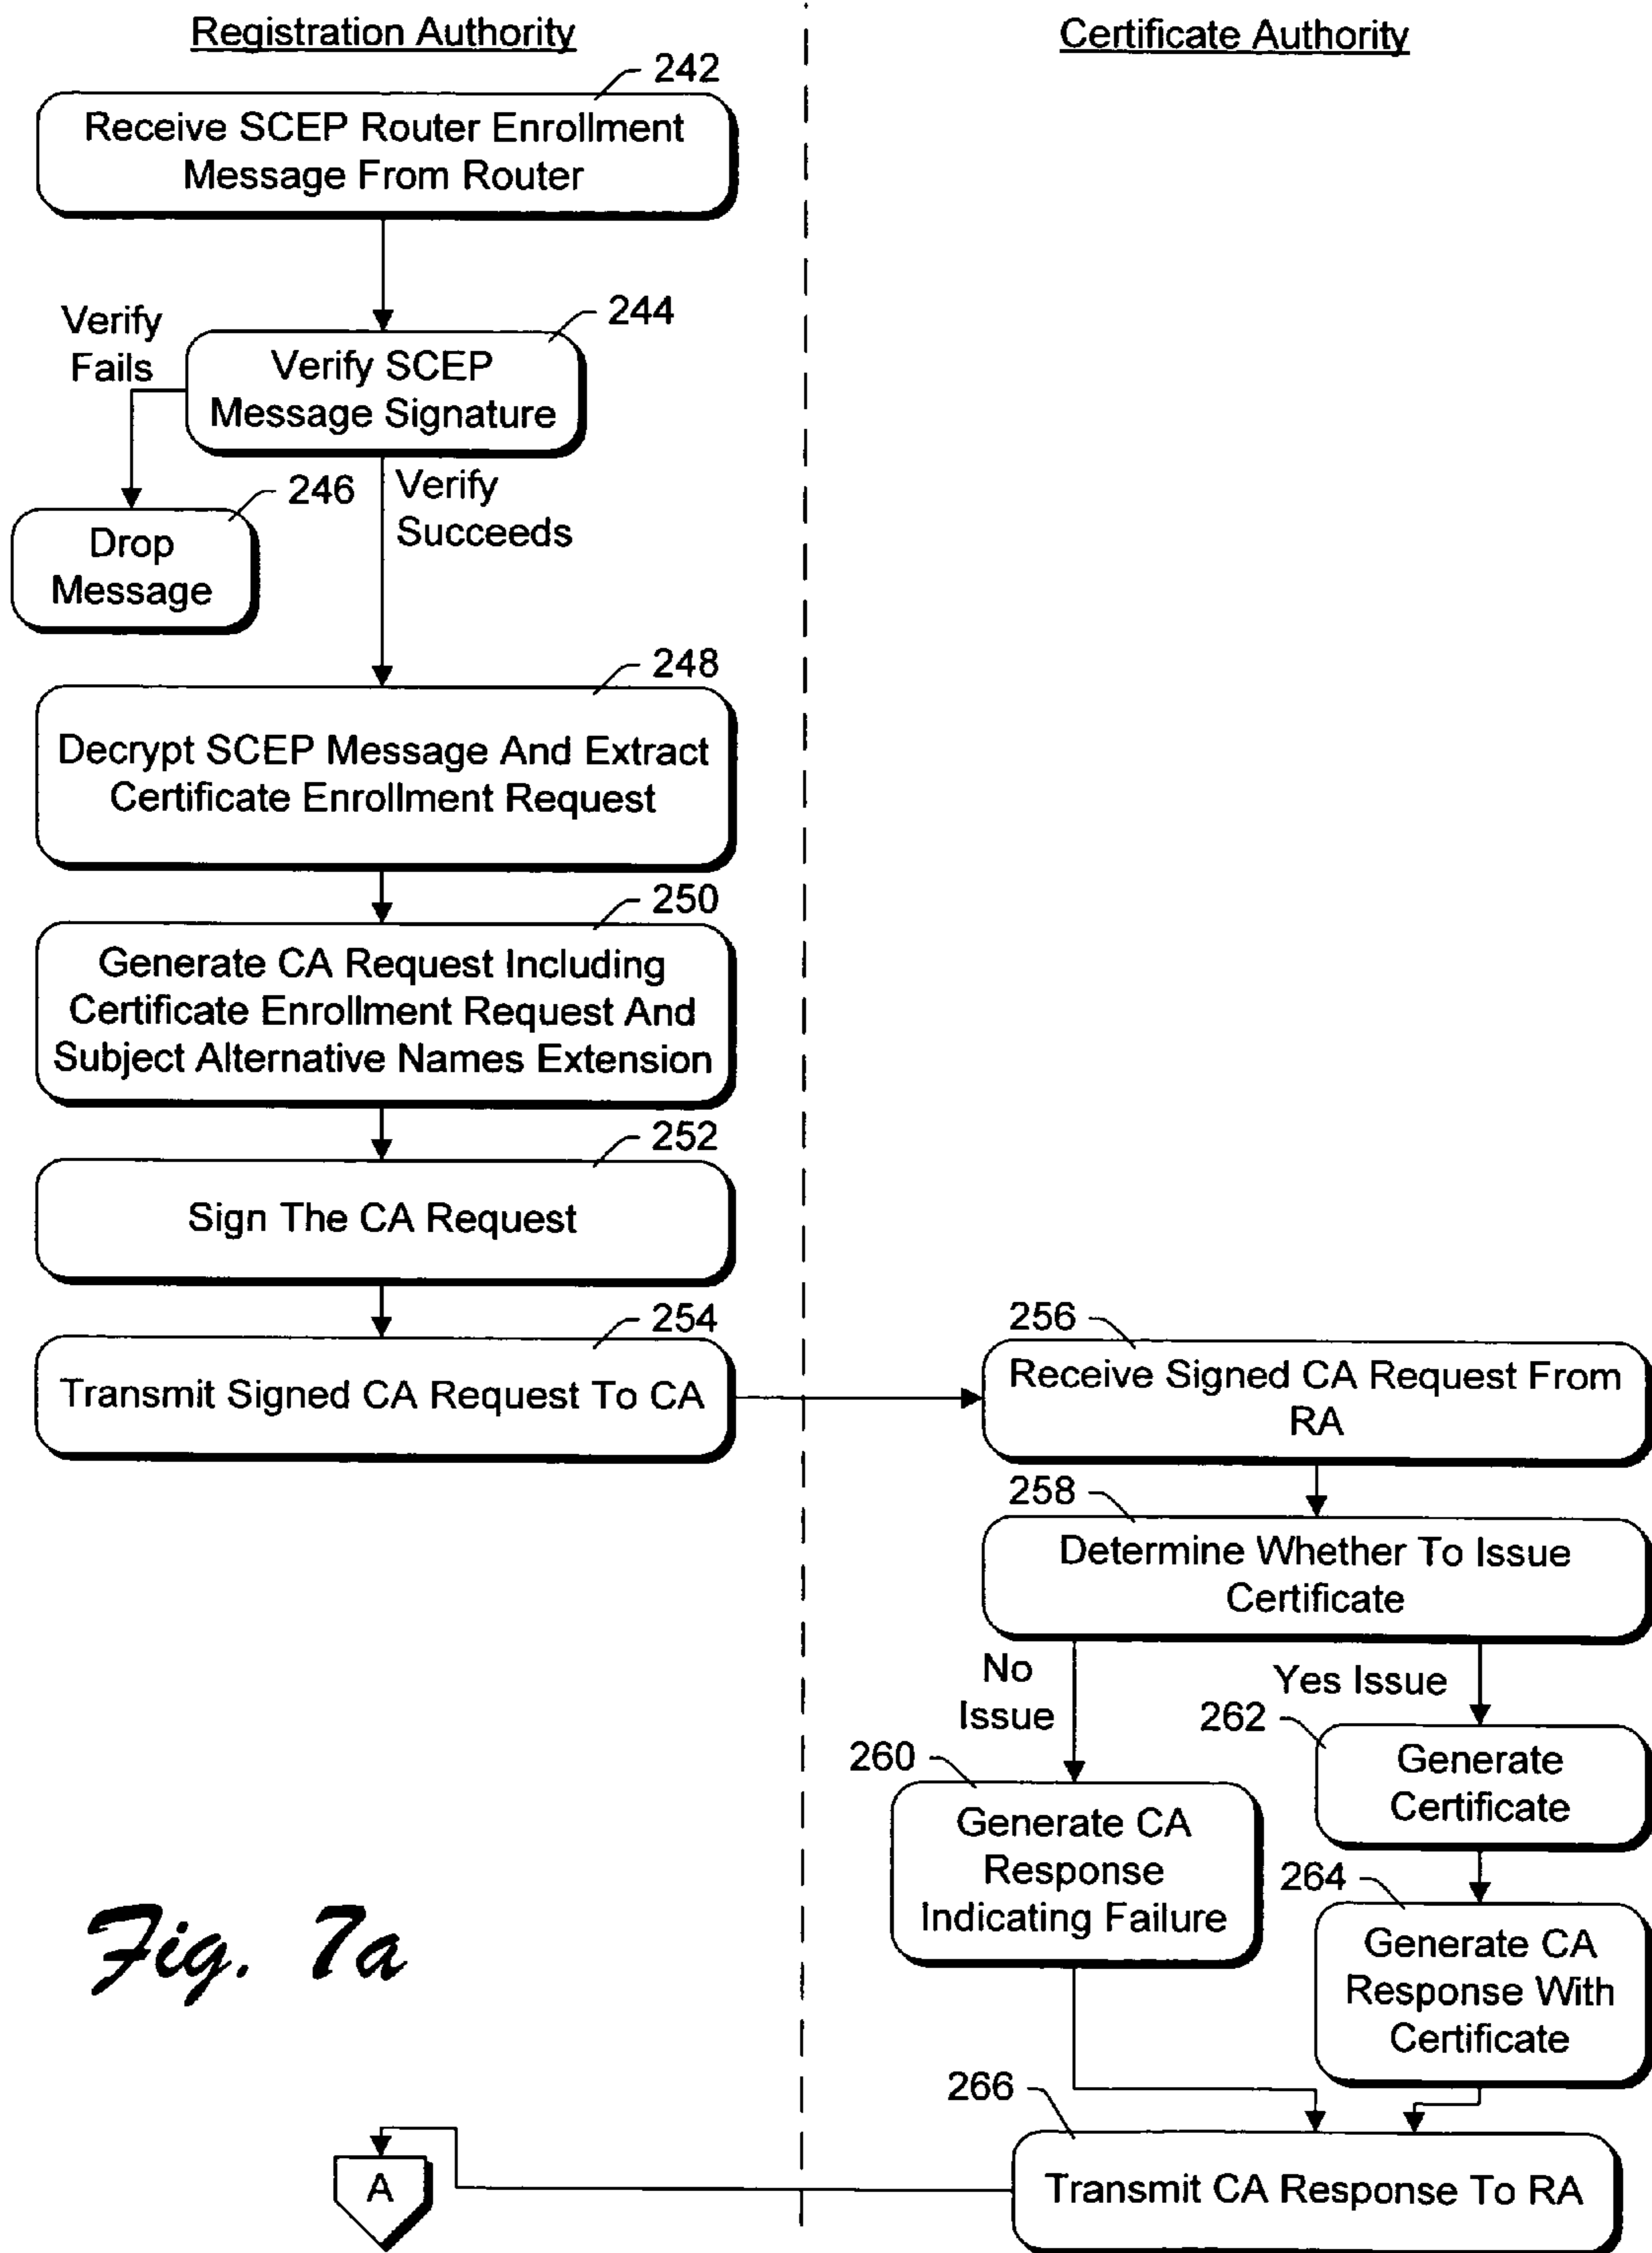 Registration Authority
Certificate Authority
242
Receive SCEP Router Enrollment
Message From Router
Verify
Fails
244
Verify SCEP
Message Signature
246
Drop
Message
Verify
Succeeds
248
Decrypt SCEP Message And Extract
Certificate Enrollment Request
250
Generate CA Request Including
Certificate Enrollment Request And
Subject Alternative Names Extension
252
Sign The CA Request
254
Transmit Signed CA Request To CA
256
Receive Signed CA Request From
RA
258
Determine Whether To Issue
Certificate
No
Issue
Yes Issue
260
Generate CA
Response
Indicating Failure
262
Generate
Certificate
264
Generate CA
Response With
Certificate
266
Transmit CA Response To RA
A
Fig. 7a